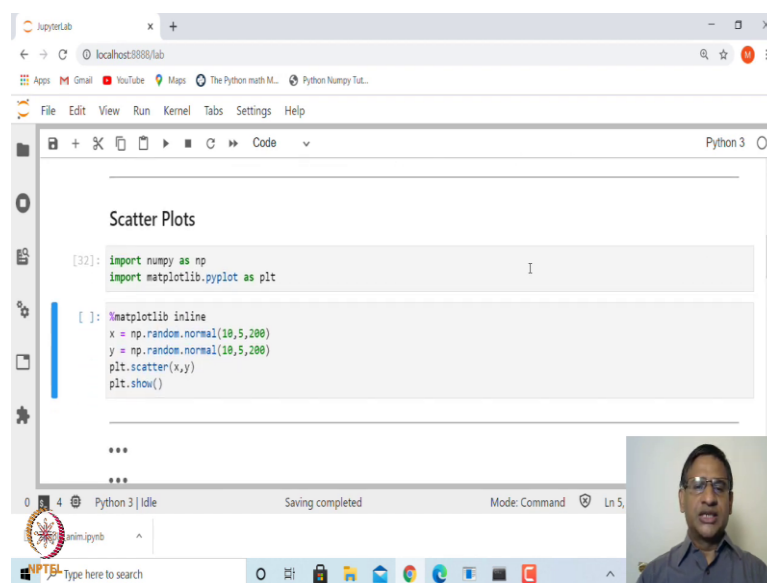 JupyterLab
localhost:8888/lab
Apps Gmail YouTube Maps The Python math M... Python Numpy Tut...
M
File Edit View Run Kernel Tabs Settings Help
Code Python 3
Scatter Plots
[32]: import numpy as np
import matplotlib.pyplot as plt
[ ]: %matplotlib inline
x = np.random.normal(10,5,200)
y = np.random.normal(10,5,200)
plt.scatter(x,y)
plt.show()
0 4 Python 3 | Idle Saving completed Mode: Command Ln 5,
anim.ipynb
NPTEL
Type here to search